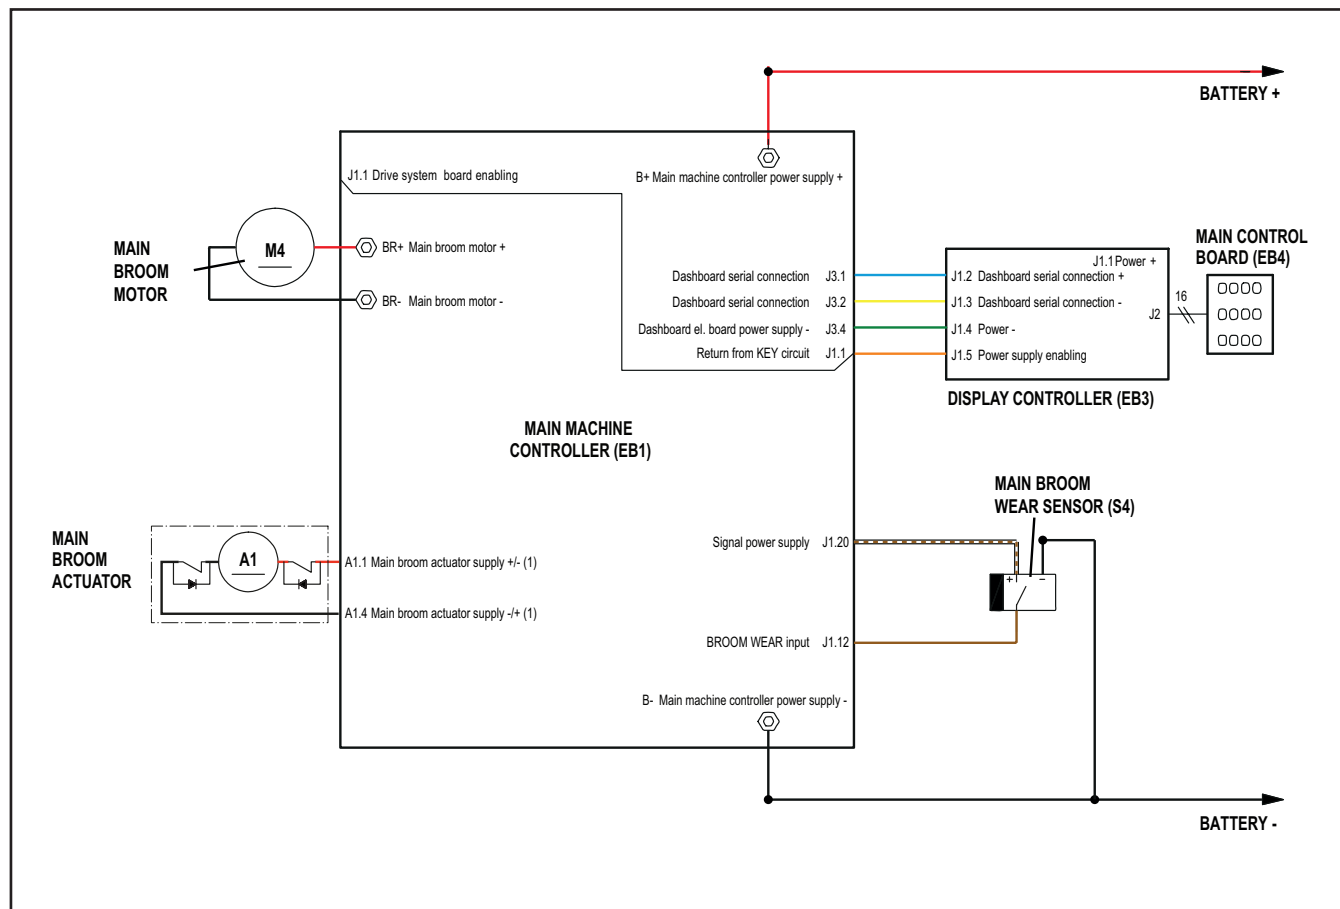 BATTERY +
J1.1 Drive system board enabling
B+ Main machine controller power supply +
MAIN
BROOM
MOTOR
M4
BR+ Main broom motor +
BR- Main broom motor -
MAIN CONTROL
BOARD (EB4)
J1.1 Power +
Dashboard serial connection J3.1
J1.2 Dashboard serial connection +
Dashboard serial connection J3.2
J1.3 Dashboard serial connection -
16
J2
Dashboard el. board power supply - J3.4
J1.4 Power -
Return from KEY circuit J1.1
J1.5 Power supply enabling
DISPLAY CONTROLLER (EB3)
MAIN MACHINE
CONTROLLER (EB1)
MAIN BROOM
WEAR SENSOR (S4)
MAIN
BROOM
ACTUATOR
A1
A1.1 Main broom actuator supply +/- (1)
A1.4 Main broom actuator supply -/+ (1)
Signal power supply J1.20
+ -
BROOM WEAR input J1.12
B- Main machine controller power supply -
BATTERY -